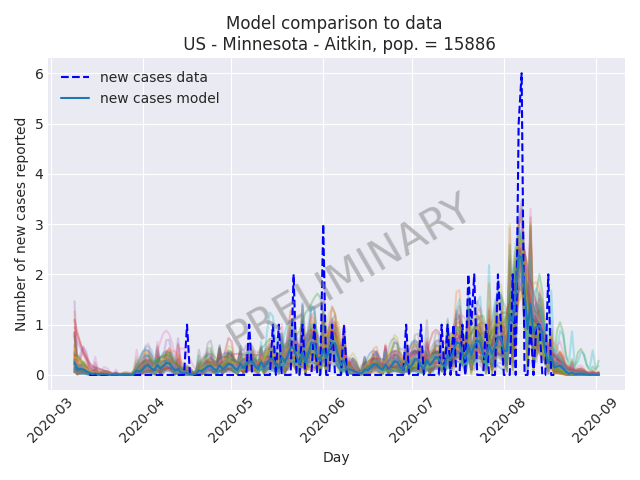 Model comparison to data
US - Minnesota - Aitkin, pop. = 15886
new cases data
new cases model
Number of new cases reported
6
5
4
3
2
1
0
PRELIMINARY
2020-03
2020-04
2020-05
2020-06
2020-07
2020-08
2020-09
Day